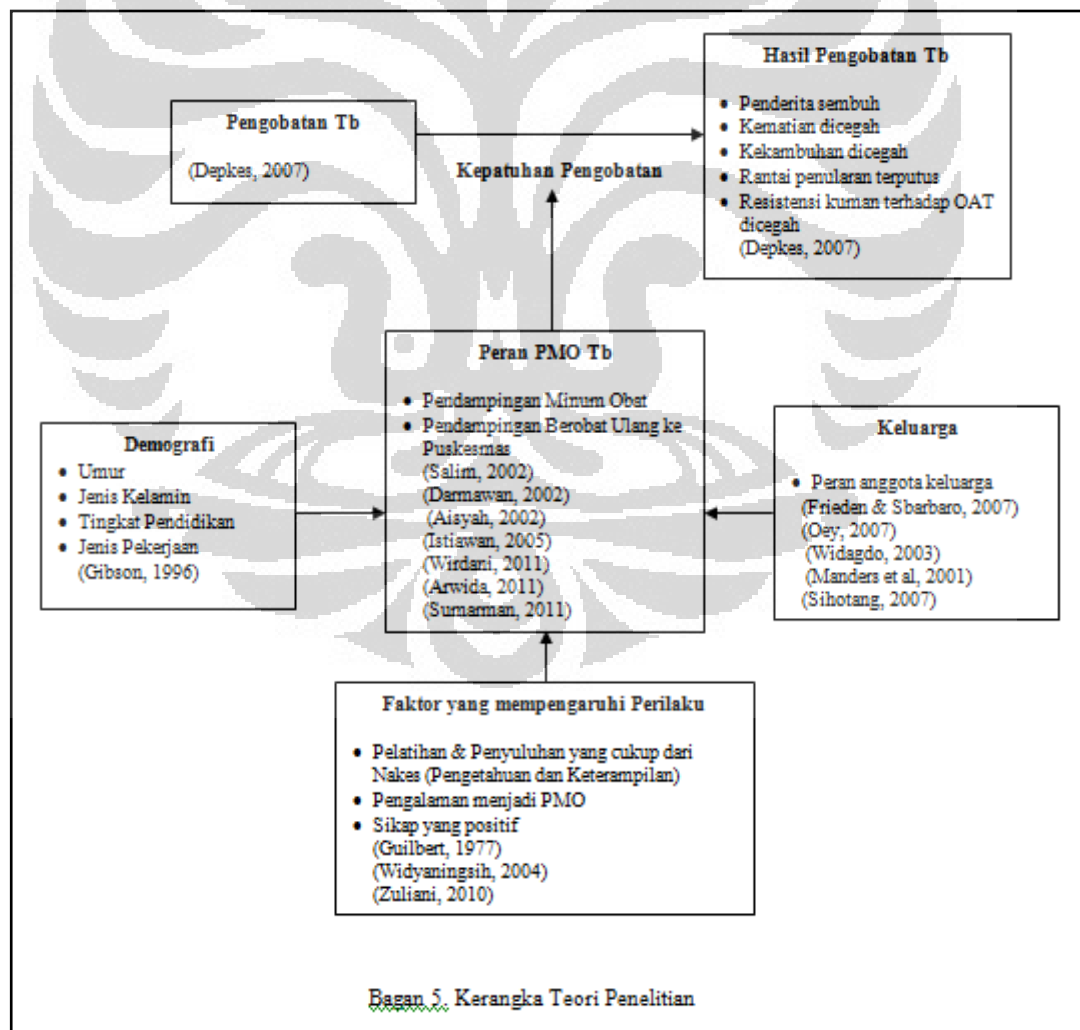 Hasil Pengobatan Tb
• Penderita sembuh
• Kematian dicegah
• Kekambuhan dicegah
• Rantai penularan terputus
• Resistensi kuman terhadap OAT
dicegah
(Depkes, 2007)
Pengobatan Tb
(Depkes, 2007)
Kepatuhan Pengobatan
Peran PMO Tb
• Pendampingan Minum Obat
• Pendampingan Berobat Ulang ke
Puskesmas
(Salim, 2002)
(Darmawan, 2002)
(Aisyah, 2002)
(Istiawan, 2005)
(Wirdani, 2011)
(Arwida, 2011)
(Sumarman, 2011)
Demografi
• Umur
• Jenis Kelamin
• Tingkat Pendidikan
• Jenis Pekerjaan
(Gibson, 1996)
Keluarga
• Peran anggota keluarga
(Frieden & Sbarbaro, 2007)
(Oey, 2007)
(Widagdo, 2003)
(Manders et al, 2001)
(Sihotang, 2007)
Faktor yang mempengaruhi Perilaku
• Pelatihan & Penyuluhan yang cukup dari
Nakes (Pengetahuan dan Keterampilan)
• Pengalaman menjadi PMO
• Sikap yang positif
(Guilbert, 1977)
(Widyaningsih, 2004)
(Zuliani, 2010)
Bagan 5. Kerangka Teori Penelitian